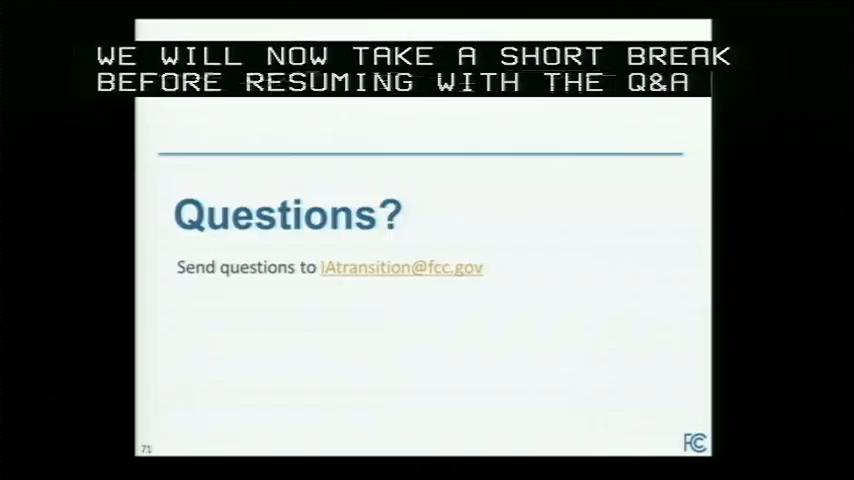 WE WILL NOW TAKE A SHORT BREAK
BEFORE RESUMING WITH THE Q&A
Questions?
Send questions to IAtransition@fcc.gov
71
FCC